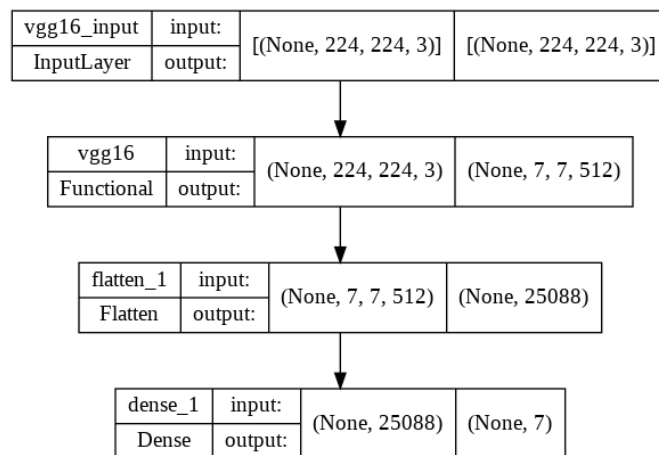 vgg16_input input: [(None, 224, 224, 3)] [(None, 224, 224, 3)]
InputLayer output:
vgg16 input: (None, 224, 224, 3) (None, 7, 7, 512)
Functional output:
flatten_1 input: (None, 7, 7, 512) (None, 25088)
Flatten output:
dense_1 input: (None, 25088) (None, 7)
Dense output: